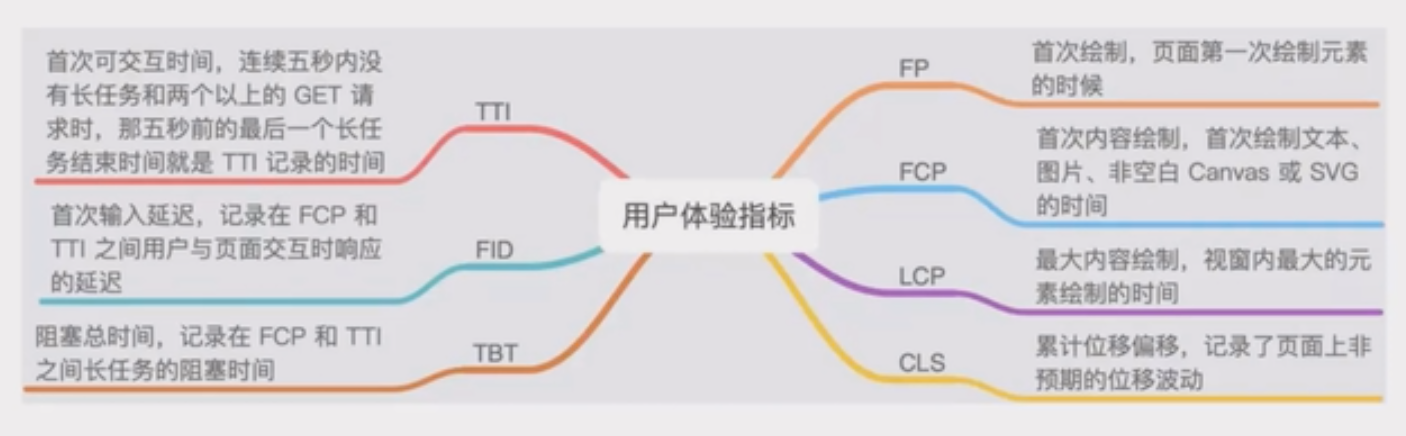 用户体验指标
TTI
首次可交互时间，连续五秒内没
有长任务和两个以上的 GET 请
求时，那五秒前的最后一个长任
务结束时间就是 TTI 记录的时间
FID
首次输入延迟，记录在 FCP 和
TTI 之间用户与页面交互时响应
的延迟
TBT
阻塞总时间，记录在 FCP 和 TTI
之间长任务的阻塞时间
FP
首次绘制，页面第一次绘制元素
的时候
FCP
首次内容绘制，首次绘制文本、
图片、非空白 Canvas 或 SVG
的时间
LCP
最大内容绘制，视窗内最大的元
素绘制的时间
CLS
累计位移偏移，记录了页面上非
预期的位移波动